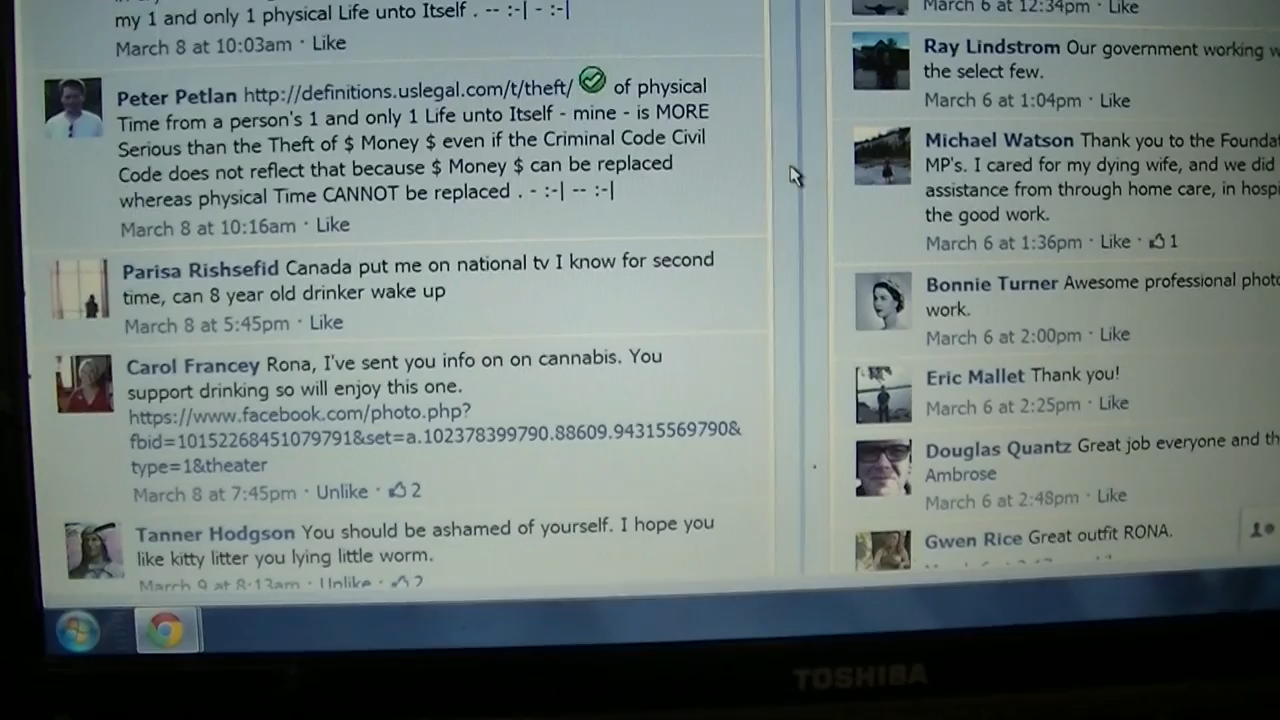 my 1 and only 1 physical Life unto Itself . -- :-| - :-|
March 8 at 10:03am · Like
Peter Petlan http://definitions.uslegal.com/t/theft/ of physical
Time from a person's 1 and only 1 Life unto Itself - mine - is MORE
Serious than the Theft of $ Money $ even if the Criminal Code Civil
Code does not reflect that because $ Money $ can be replaced
whereas physical Time CANNOT be replaced . - :-| -- :-|
March 8 at 10:16am · Like
Parisa Rishsefid Canada put me on national tv I know for second
time, can 8 year old drinker wake up
March 8 at 5:45pm · Like
Carol Francey Rona, I've sent you info on on cannabis. You
support drinking so will enjoy this one.
https://www.facebook.com/photo.php?
fbid=10152268451079791&set=a.102378399790.88609.94315569790&
type=1&theater
March 8 at 7:45pm · Unlike · 2
Tanner Hodgson You should be ashamed of yourself. I hope you
like kitty litter you lying little worm.
March 9 at 8:13am · Unlike · 2
March 6 at 12:34pm · Like
Ray Lindstrom Our government working w
the select few.
March 6 at 1:04pm · Like
Michael Watson Thank you to the Founda
MP's. I cared for my dying wife, and we did
assistance from through home care, in hospi
the good work.
March 6 at 1:36pm · Like · 1
Bonnie Turner Awesome professional photo
work.
March 6 at 2:00pm · Like
Eric Mallet Thank you!
March 6 at 2:25pm · Like
Douglas Quantz Great job everyone and th
Ambrose
March 6 at 2:48pm · Like
Gwen Rice Great outfit RONA.
TOSHIBA